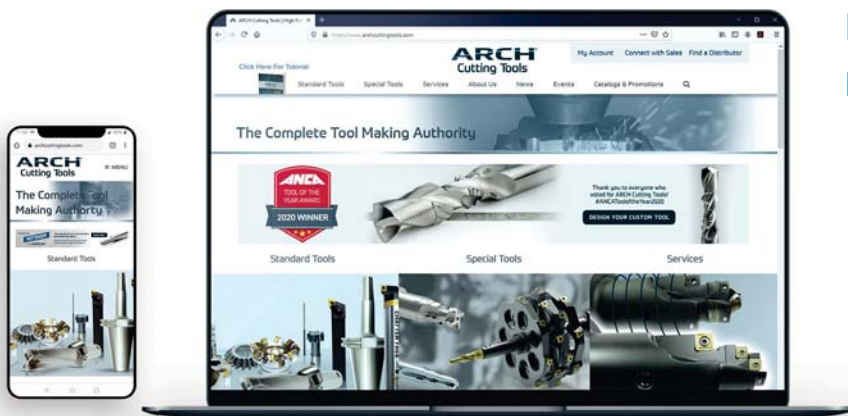 ARCH Cutting Tools | High Per
https://www.archcuttingtools.com
My Account Connect with Sales Find a Distributor
ARCH
Cutting Tools
Click Here For Tutorial
Standard Tools Special Tools Services About Us News Events Catalogs & Promotions
The Complete Tool Making Authority
ANCA
TOOL OF THE
YEAR AWARD
2020 WINNER
Thank you to everyone who
voted for ARCH Cutting Tools!
#ANCATooloftheYear2020
DESIGN YOUR CUSTOM TOOL
Standard Tools Special Tools Services
archcuttingtools.com
ARCH
Cutting Tools
MENU
The Complete Tool
Making Authorty
Standard Tools